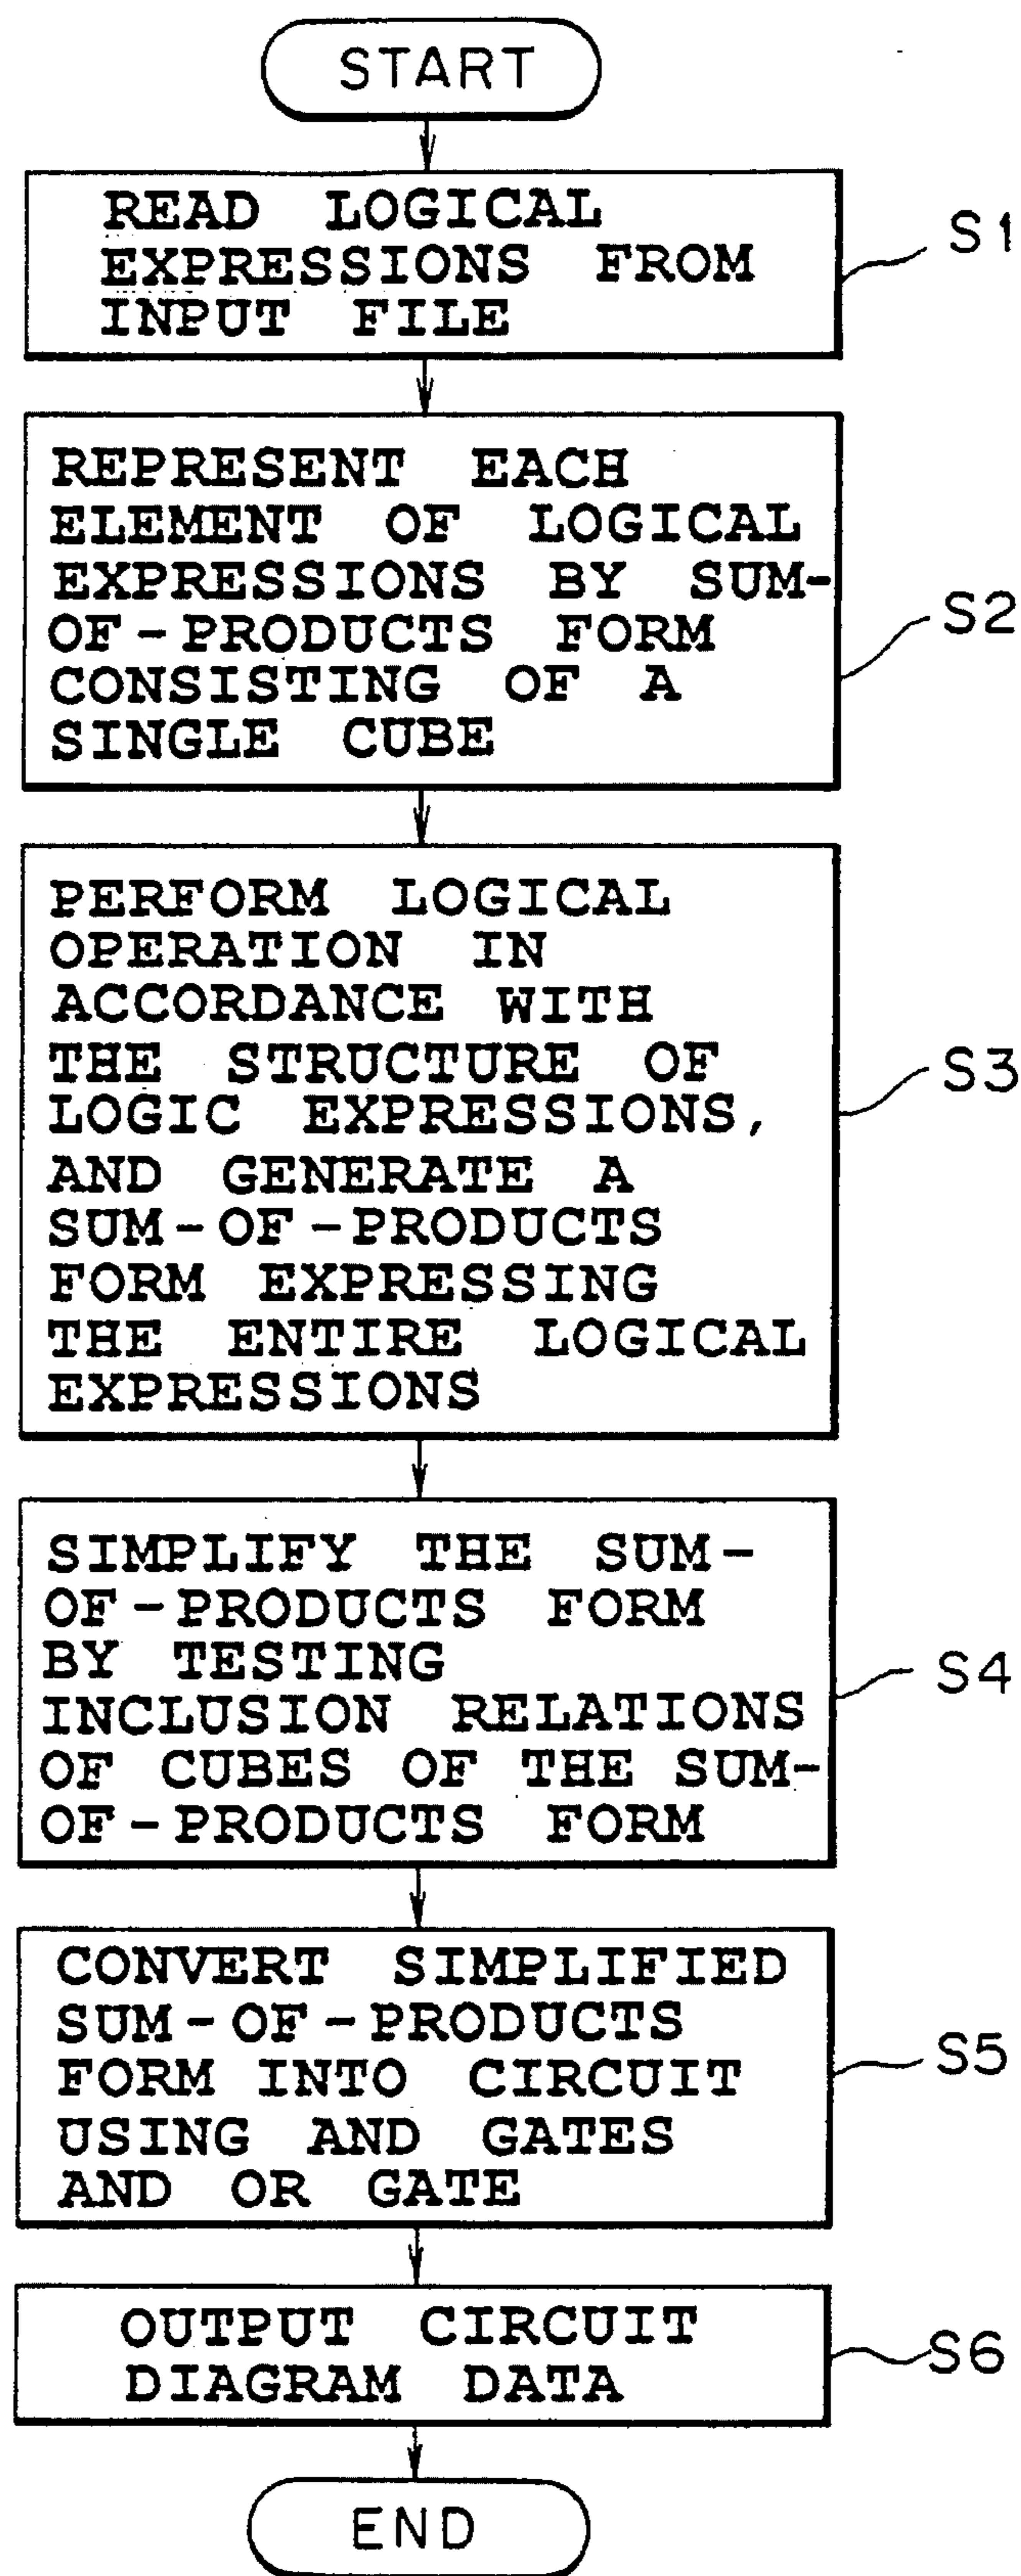 START
READ LOGICAL
EXPRESSIONS FROM
INPUT FILE
S1
REPRESENT EACH
ELEMENT OF LOGICAL
EXPRESSIONS BY SUM-
OF-PRODUCTS FORM
CONSISTING OF A
SINGLE CUBE
S2
PERFORM LOGICAL
OPERATION IN
ACCORDANCE WITH
THE STRUCTURE OF
LOGIC EXPRESSIONS,
AND GENERATE A
SUM-OF-PRODUCTS
FORM EXPRESSING
THE ENTIRE LOGICAL
EXPRESSIONS
S3
SIMPLIFY THE SUM-
OF-PRODUCTS FORM
BY TESTING
INCLUSION RELATIONS
OF CUBES OF THE SUM-
OF-PRODUCTS FORM
S4
CONVERT SIMPLIFIED
SUM-OF-PRODUCTS
FORM INTO CIRCUIT
USING AND GATES
AND OR GATE
S5
OUTPUT CIRCUIT
DIAGRAM DATA
S6
END